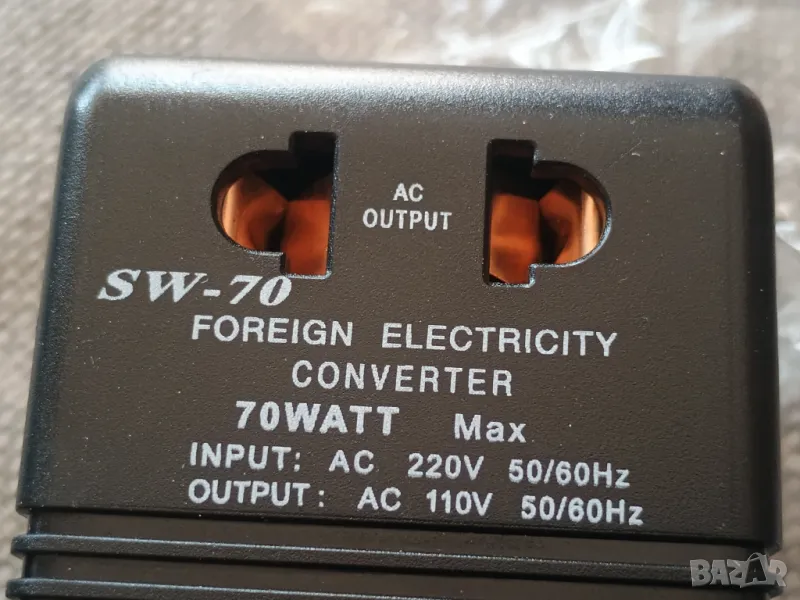 AC
OUTPUT
SW-70
FOREIGN ELECTRICITY
CONVERTER
70WATT Max
INPUT: AC 220V 50/60Hz
OUTPUT: AC 110V 50/60Hz
BAZAR